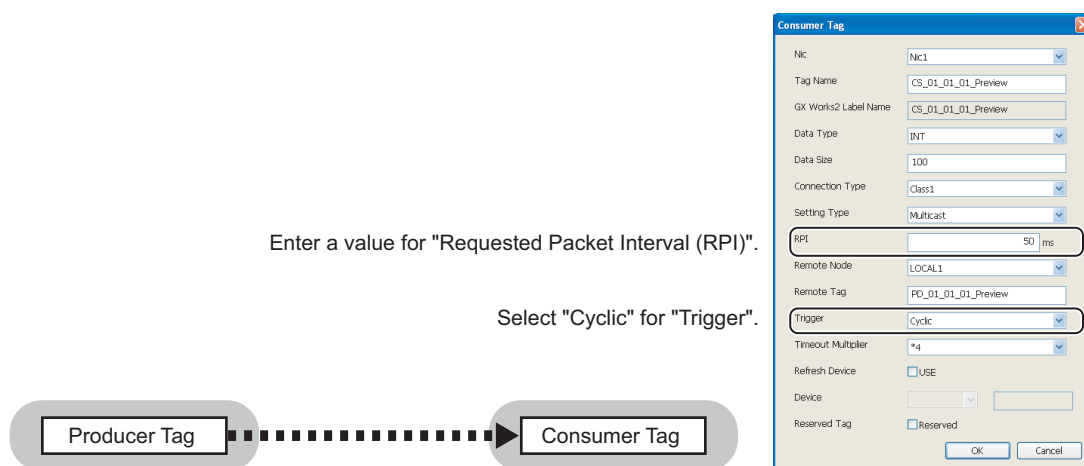 Consumer Tag
Nic Nic1
Tag Name CS_01_01_01_Preview
GX Works2 Label Name CS_01_01_01_Preview
Data Type INT
Data Size 100
Connection Type Class1
Setting Type Multicast
Enter a value for "Requested Packet Interval (RPI)".
RPI 50 ms
Remote Node LOCAL1
Remote Tag PD_01_01_01_Preview
Select "Cyclic" for "Trigger".
Trigger Cyclic
Timeout Multiplier *4
Refresh Device USE
Device
Reserved Tag Reserved
OK Cancel
Producer Tag Consumer Tag